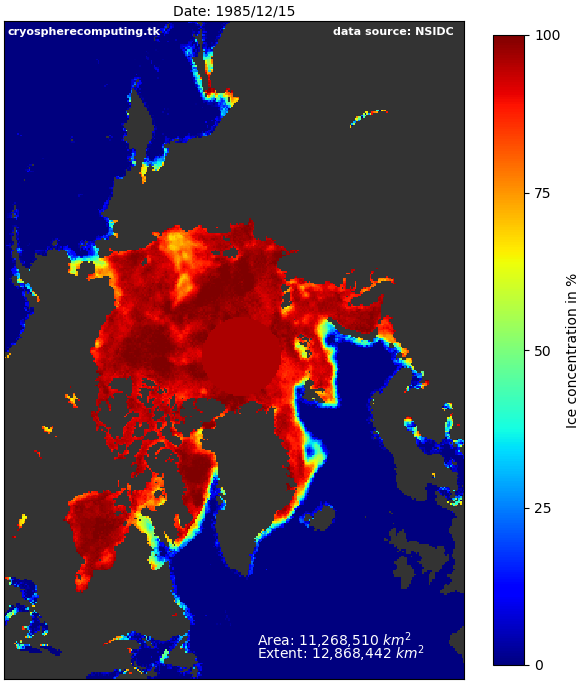 Date: 1985/12/15
cryospherecomputing.tk data source: NSIDC
100
75
50
25
0
Ice concentration in %
Area: 11,268,510 km²
Extent: 12,868,442 km²